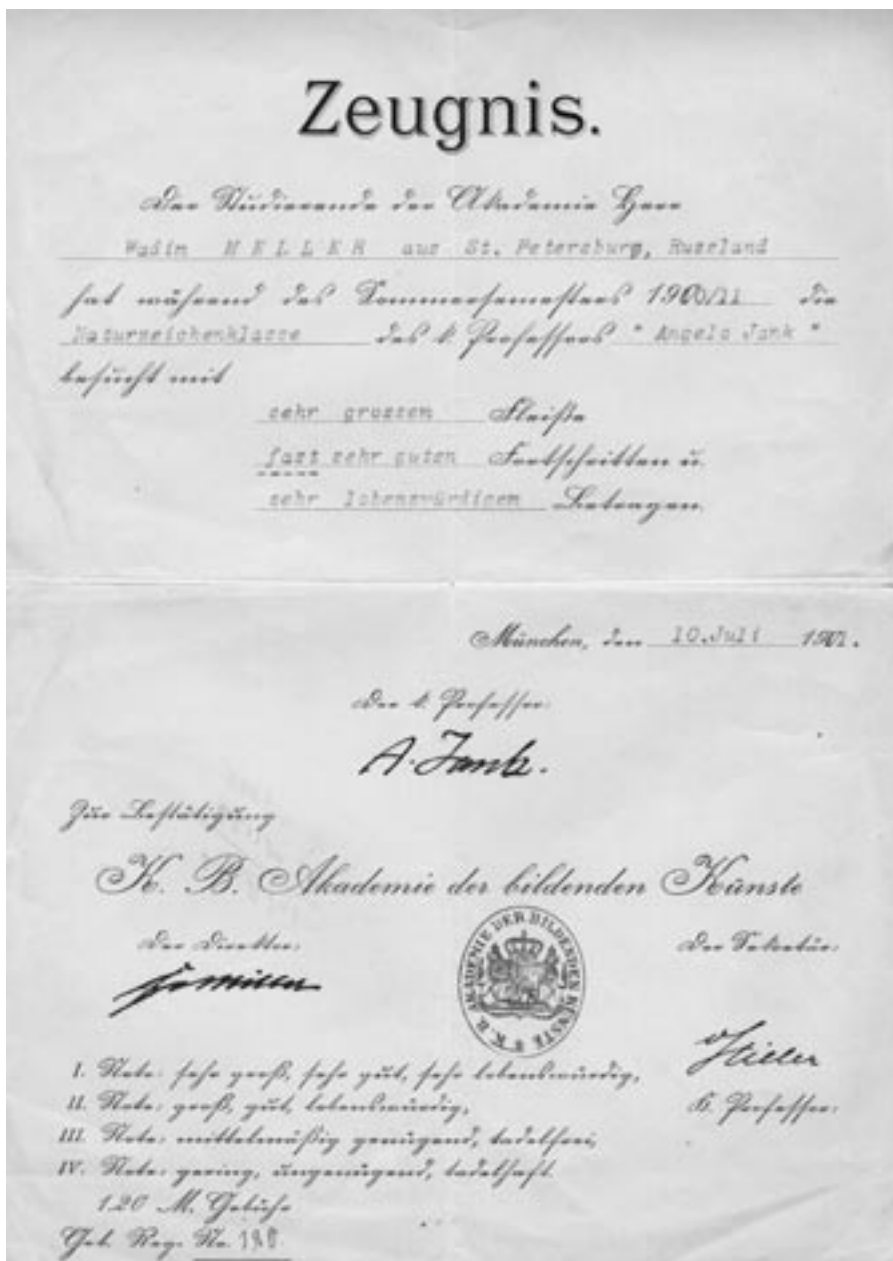 Zeugnis.
Der Studierende der Akademie Herr
Wadim MELLER aus St. Petersburg, Russland
hat während des Sommersemesters 1910/11 die
Naturzeichenklasse des k. Professors "Angelo Jank"
besucht mit
sehr grossen Fleiße
fast sehr guten Fortschritten u.
sehr lobenswürdigem Betragen.
München, den 10.Juli 1911.
Der k. Professor:
A. Jank.
Zur Bestätigung
K. B. Akademie der bildenden Künste
Der Direktor:
Der Sekretär:
K. B. AKADEMIE DER BILDENDEN KÜNSTE
K. Professor:
I. Note: sehr groß, sehr gut, sehr lobenswürdig,
II. Note: groß, gut, lobenswürdig,
III. Note: mittelmäßig genügend, tadelfrei,
IV. Note: gering, ungenügend, tadelhaft.
1.20 M. Gebühr
Geb. Reg. No.